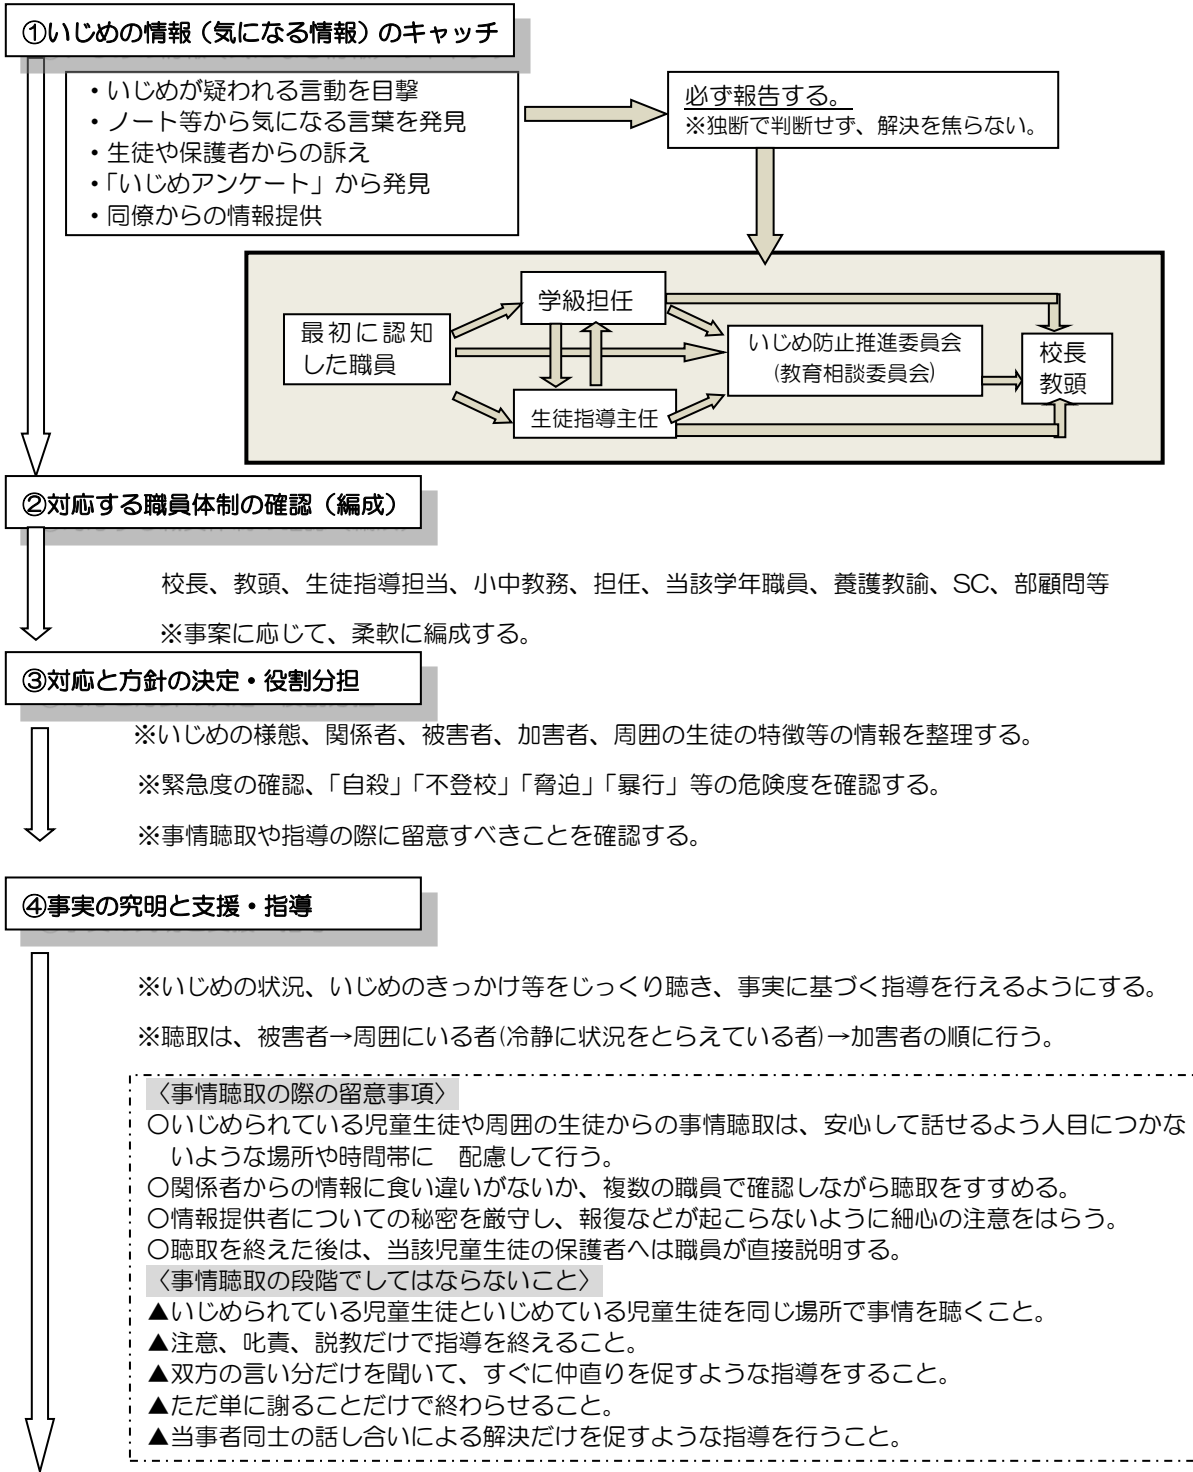 ①いじめの情報（気になる情報）のキャッチ
・いじめが疑われる言動を目撃
・ノート等から気になる言葉を発見
・生徒や保護者からの訴え
・「いじめアンケート」から発見
・同僚からの情報提供
必ず報告する。
※独断で判断せず、解決を焦らない。
最初に認知
した職員
学級担任
生徒指導主任
いじめ防止推進委員会
(教育相談委員会)
校長
教頭
②対応する職員体制の確認（編成）
校長、教頭、生徒指導担当、小中教務、担任、当該学年職員、養護教諭、SC、部顧問等
※事案に応じて、柔軟に編成する。
③対応と方針の決定・役割分担
※いじめの様態、関係者、被害者、加害者、周囲の生徒の特徴等の情報を整理する。
※緊急度の確認、「自殺」「不登校」「脅迫」「暴行」等の危険度を確認する。
※事情聴取や指導の際に留意すべきことを確認する。
④事実の究明と支援・指導
※いじめの状況、いじめのきっかけ等をじっくり聴き、事実に基づく指導を行えるようにする。
※聴取は、被害者→周囲にいる者(冷静に状況をとらえている者)→加害者の順に行う。
〈事情聴取の際の留意事項〉
○いじめられている児童生徒や周囲の生徒からの事情聴取は、安心して話せるよう人目につかな
いような場所や時間帯に　配慮して行う。
○関係者からの情報に食い違いがないか、複数の職員で確認しながら聴取をすすめる。
○情報提供者についての秘密を厳守し、報復などが起こらないように細心の注意をはらう。
○聴取を終えた後は、当該児童生徒の保護者へは職員が直接説明する。
〈事情聴取の段階でしてはならないこと〉
▲いじめられている児童生徒といじめている児童生徒を同じ場所で事情を聴くこと。
▲注意、叱責、説教だけで指導を終えること。
▲双方の言い分だけを聞いて、すぐに仲直りを促すような指導をすること。
▲ただ単に謝ることだけで終わらせること。
▲当事者同士の話し合いによる解決だけを促すような指導を行うこと。